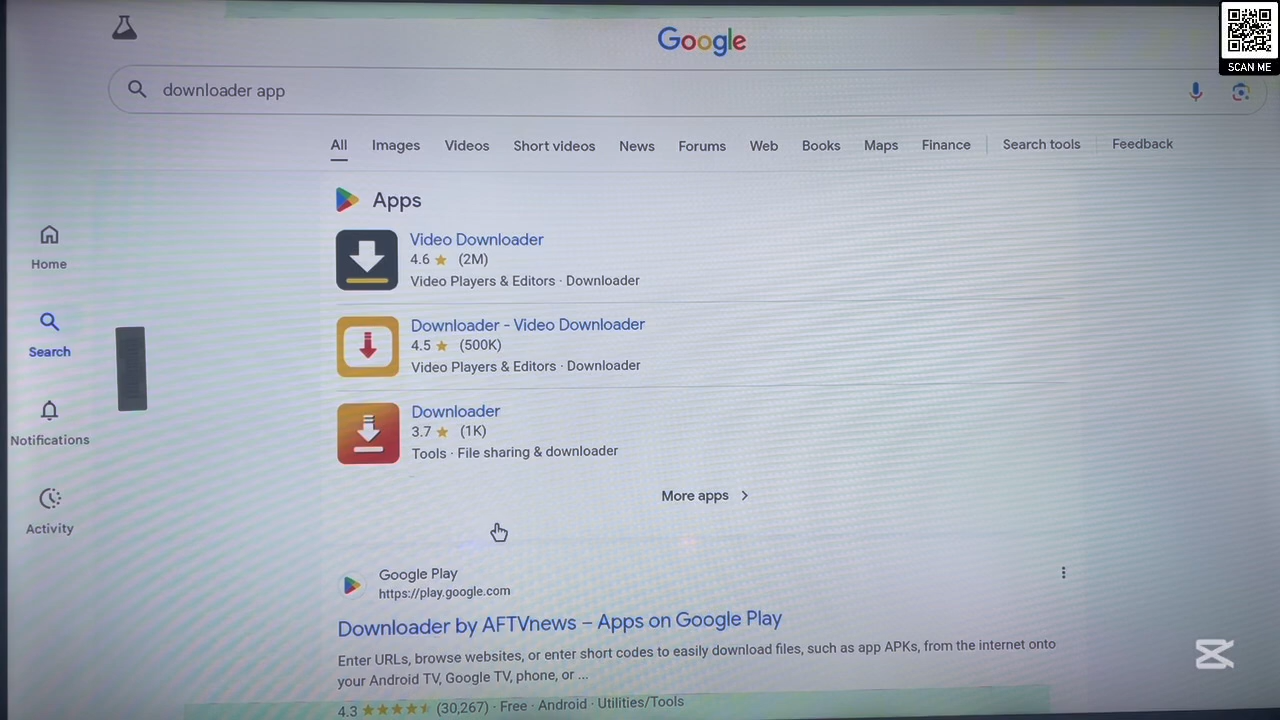 Google
SCAN ME
downloader app
All Images Videos Short videos News Forums Web Books Maps Finance Search tools Feedback
Apps
Video Downloader
4.6 ★ (2M)
Video Players & Editors · Downloader
Downloader - Video Downloader
4.5 ★ (500K)
Video Players & Editors · Downloader
Downloader
3.7 ★ (1K)
Tools · File sharing & downloader
More apps
Home
Search
Notifications
Activity
Google Play
https://play.google.com
Downloader by AFTVnews – Apps on Google Play
Enter URLs, browse websites, or enter short codes to easily download files, such as app APKs, from the internet onto
your Android TV, Google TV, phone, or ...
4.3 ★★★★★ (30,267) · Free · Android · Utilities/Tools